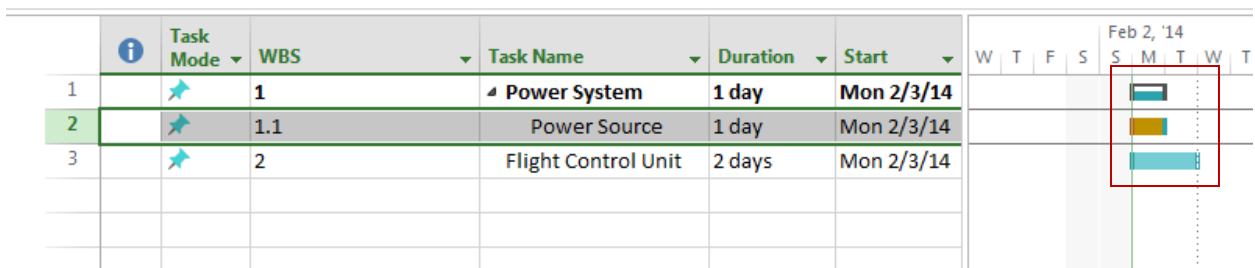 Task Mode WBS Task Name Duration Start
Feb 2, '14
W T F S S M T W T
1 1 Power System 1 day Mon 2/3/14
2 1.1 Power Source 1 day Mon 2/3/14
3 2 Flight Control Unit 2 days Mon 2/3/14